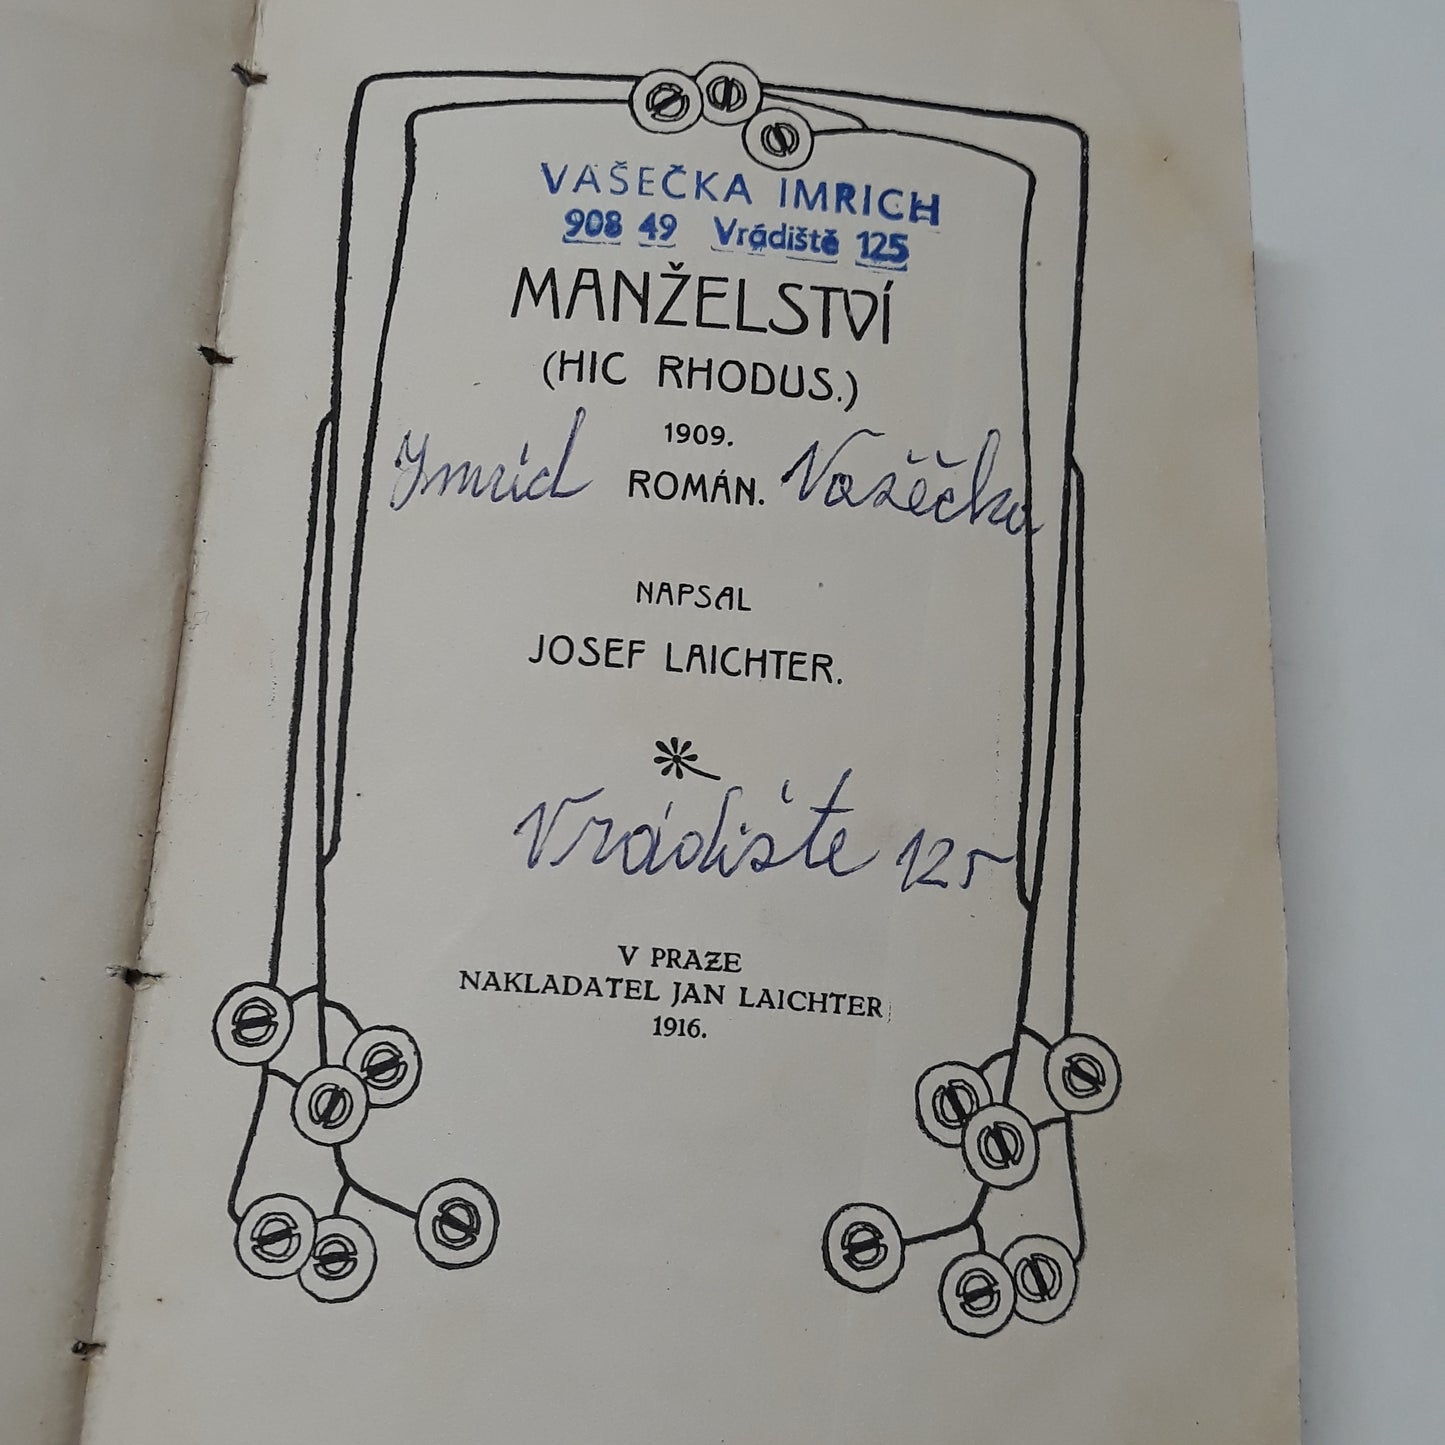 VAŠEČKA IMRICH
908 49 Vrádiště 125
MANŽELSTVÍ
(HIC RHODUS.)
1909.
Imrich ROMÁN. Vašečka
NAPSAL
JOSEF LAICHTER.
Vrádište 125
V PRAZE
NAKLADATEL JAN LAICHTER
1916.